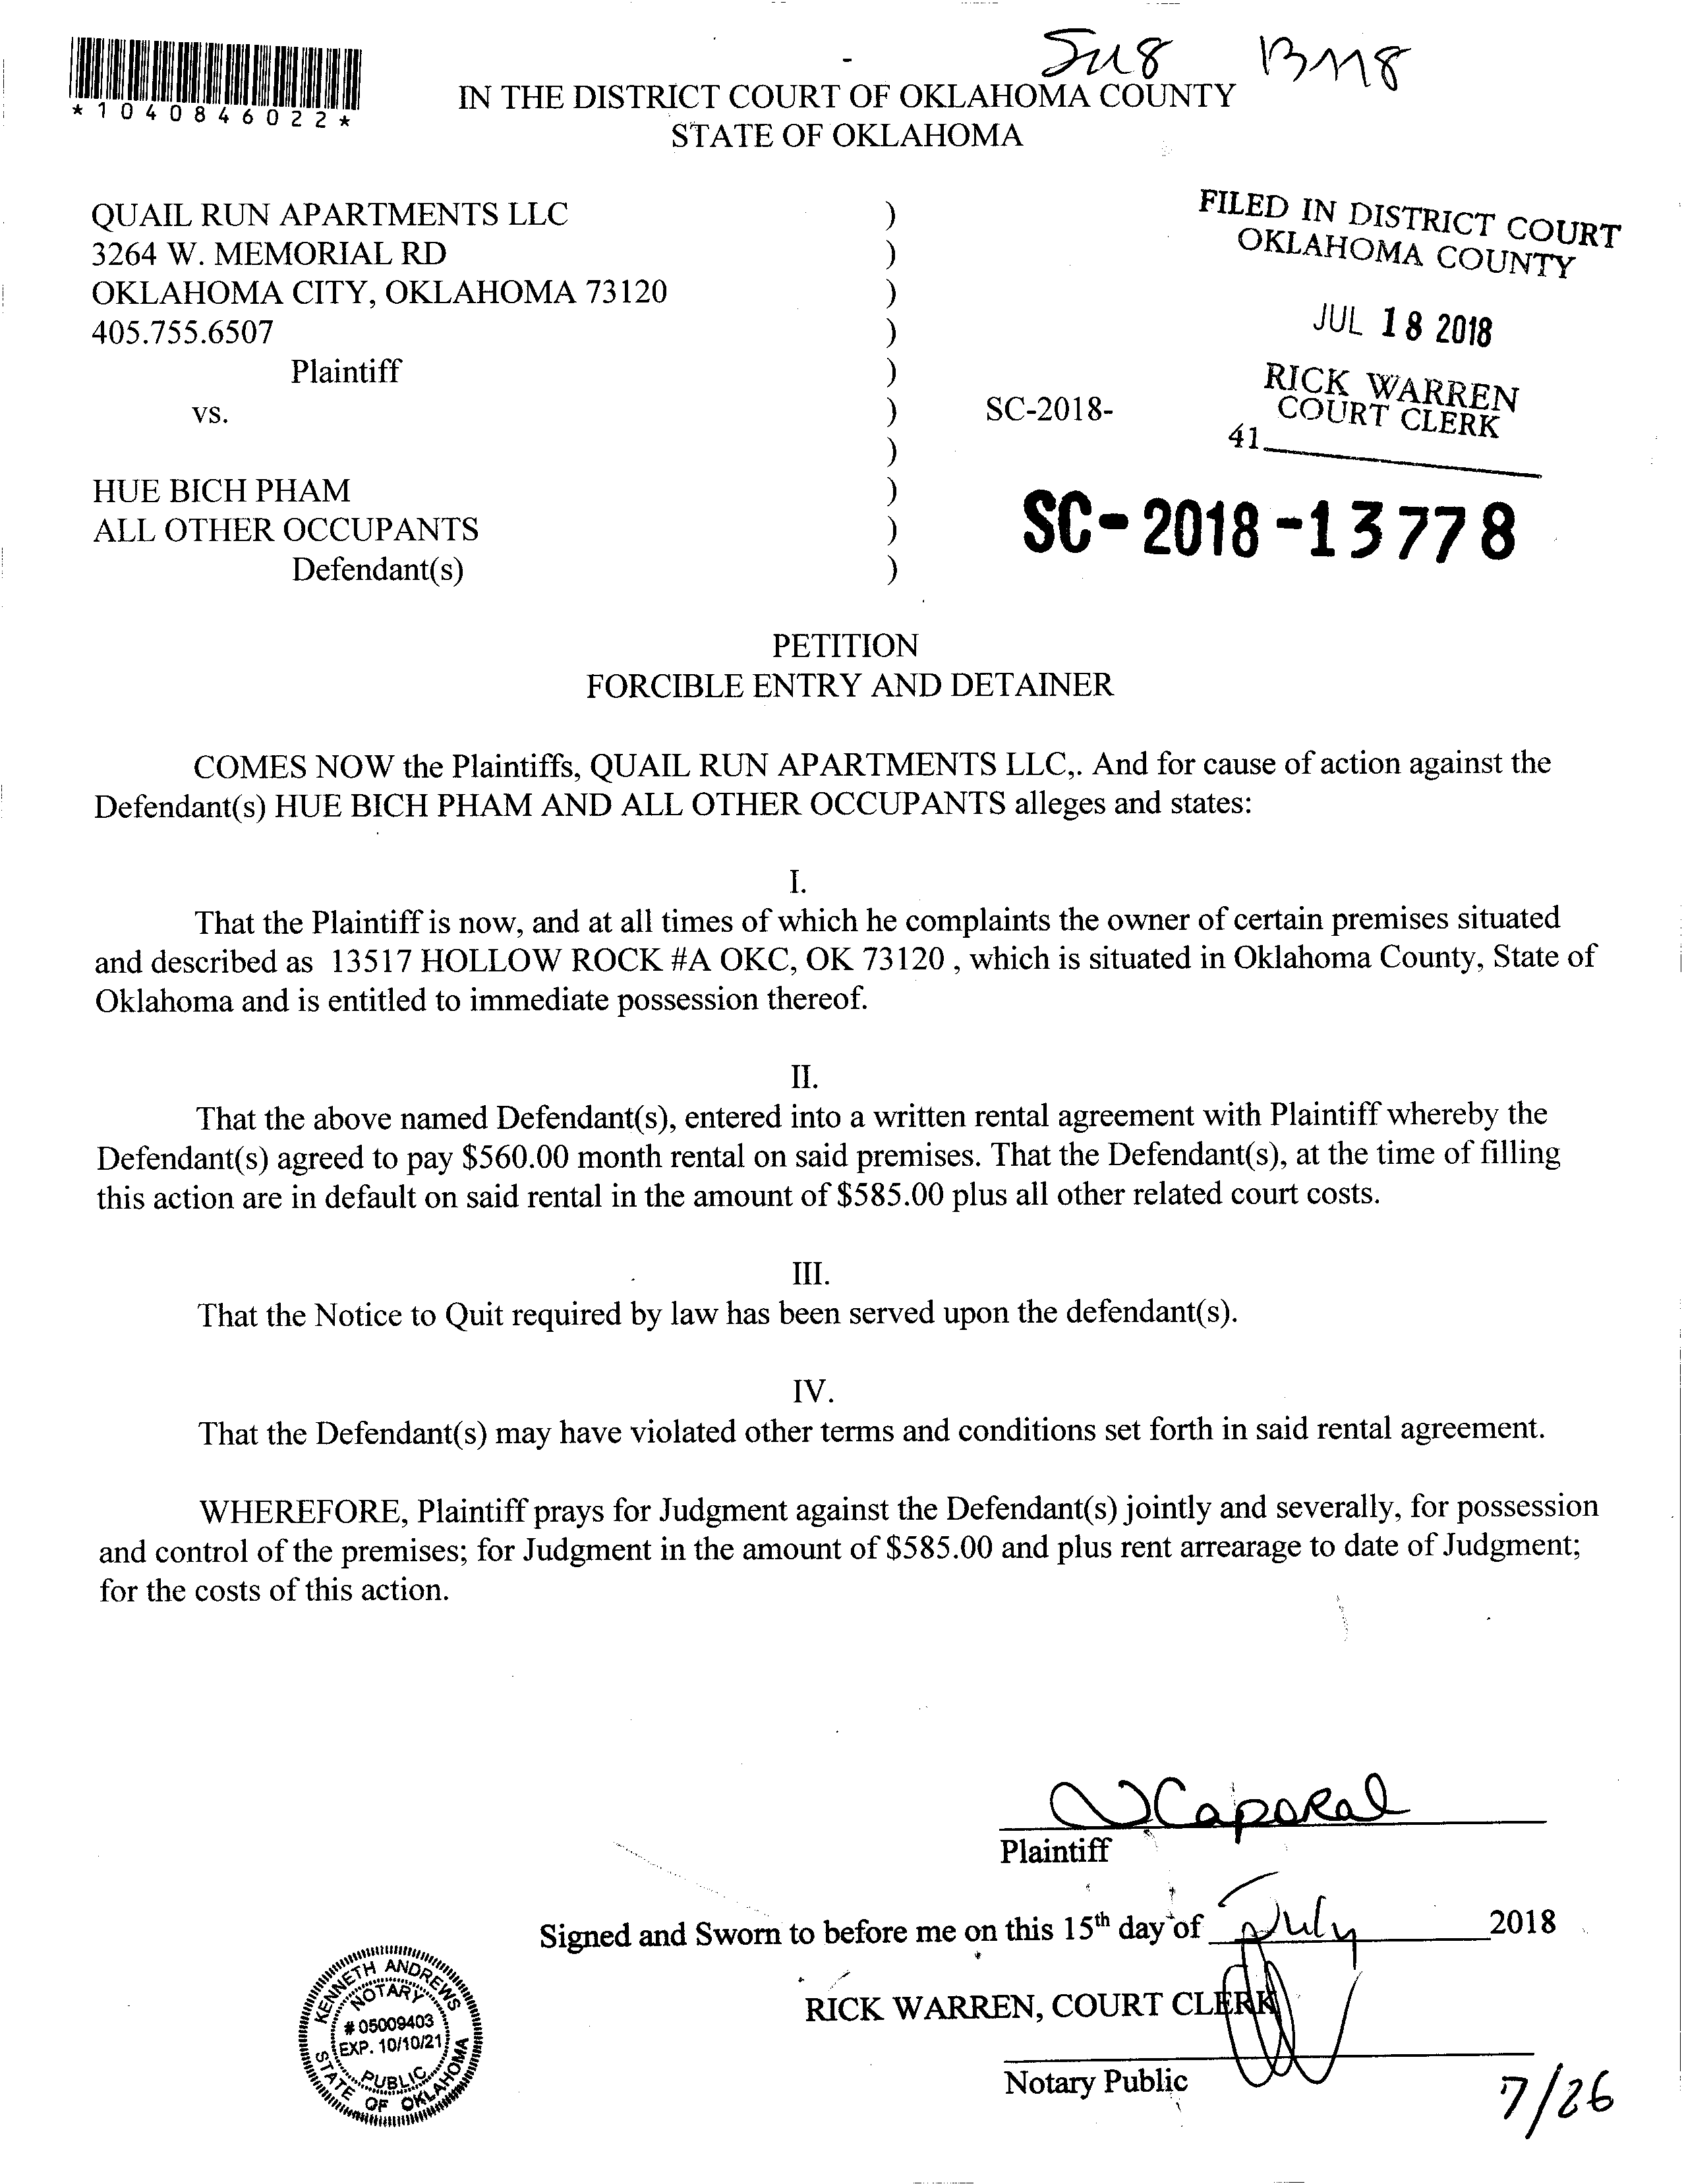 Su8 BM8
*1040846022*
IN THE DISTRICT COURT OF OKLAHOMA COUNTY
STATE OF OKLAHOMA
QUAIL RUN APARTMENTS LLC )
3264 W. MEMORIAL RD )
OKLAHOMA CITY, OKLAHOMA 73120 )
405.755.6507 )
Plaintiff )
vs. ) SC-2018-
)
HUE BICH PHAM )
ALL OTHER OCCUPANTS )
Defendant(s) )
FILED IN DISTRICT COURT
OKLAHOMA COUNTY
JUL 18 2018
RICK WARREN
COURT CLERK
41
SC-2018-13778
PETITION
FORCIBLE ENTRY AND DETAINER
COMES NOW the Plaintiffs, QUAIL RUN APARTMENTS LLC,. And for cause of action against the
Defendant(s) HUE BICH PHAM AND ALL OTHER OCCUPANTS alleges and states:
I.
That the Plaintiff is now, and at all times of which he complaints the owner of certain premises situated
and described as 13517 HOLLOW ROCK #A OKC, OK 73120 , which is situated in Oklahoma County, State of
Oklahoma and is entitled to immediate possession thereof.
II.
That the above named Defendant(s), entered into a written rental agreement with Plaintiff whereby the
Defendant(s) agreed to pay $560.00 month rental on said premises. That the Defendant(s), at the time of filling
this action are in default on said rental in the amount of $585.00 plus all other related court costs.
III.
That the Notice to Quit required by law has been served upon the defendant(s).
IV.
That the Defendant(s) may have violated other terms and conditions set forth in said rental agreement.
WHEREFORE, Plaintiff prays for Judgment against the Defendant(s) jointly and severally, for possession
and control of the premises; for Judgment in the amount of $585.00 and plus rent arrearage to date of Judgment;
for the costs of this action.
Caporal
Plaintiff
Signed and Sworn to before me on this 15th day of July 2018
RICK WARREN, COURT CLERK
Notary Public
7/26
KENNETH ANDREWS
NOTARY
# 05009403
EXP. 10/10/21
PUBLIC
STATE OF OKLAHOMA